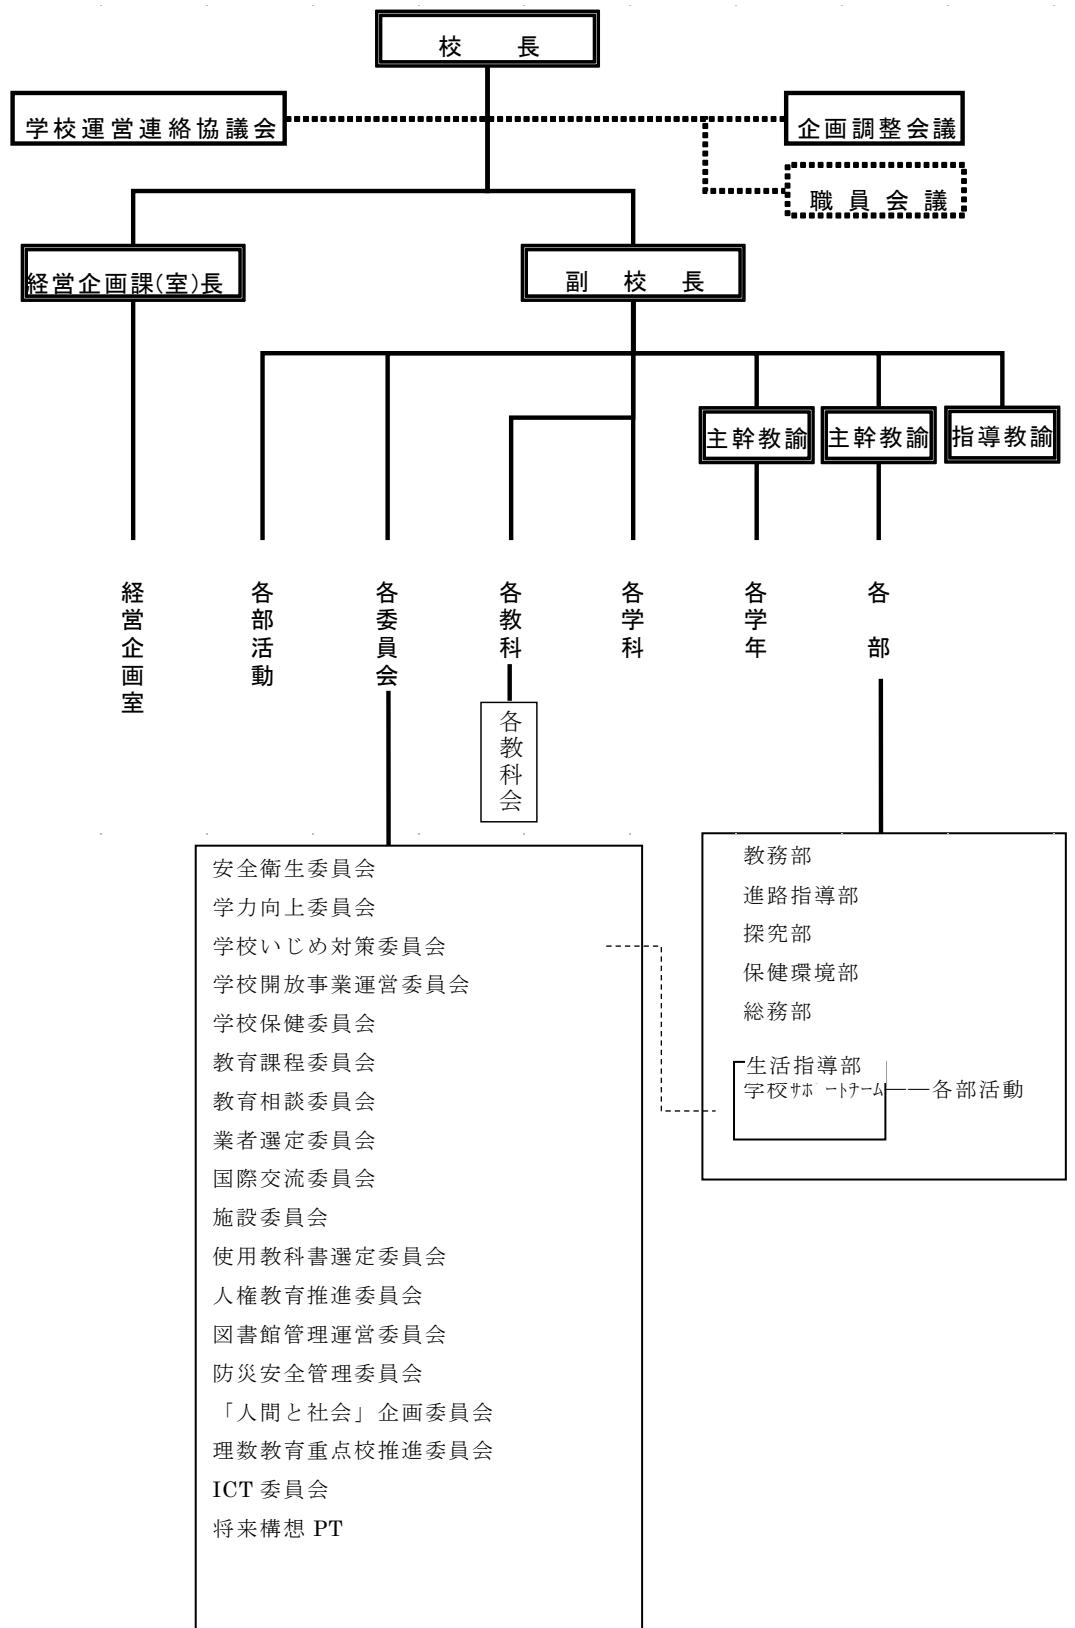 校　長
学校運営連絡協議会
企画調整会議
職員会議
経営企画課(室)長
副　校　長
主幹教諭
主幹教諭
指導教諭
経営企画室
各部活動
各委員会
各教科
各学科
各学年
各　部
各教科会
安全衛生委員会
学力向上委員会
学校いじめ対策委員会
学校開放事業運営委員会
学校保健委員会
教育課程委員会
教育相談委員会
業者選定委員会
国際交流委員会
施設委員会
使用教科書選定委員会
人権教育推進委員会
図書館管理運営委員会
防災安全管理委員会
「人間と社会」企画委員会
理数教育重点校推進委員会
ICT 委員会
将来構想 PT
教務部
進路指導部
探究部
保健環境部
総務部
生活指導部
学校ｻﾎﾟｰﾄﾁｰﾑ――各部活動